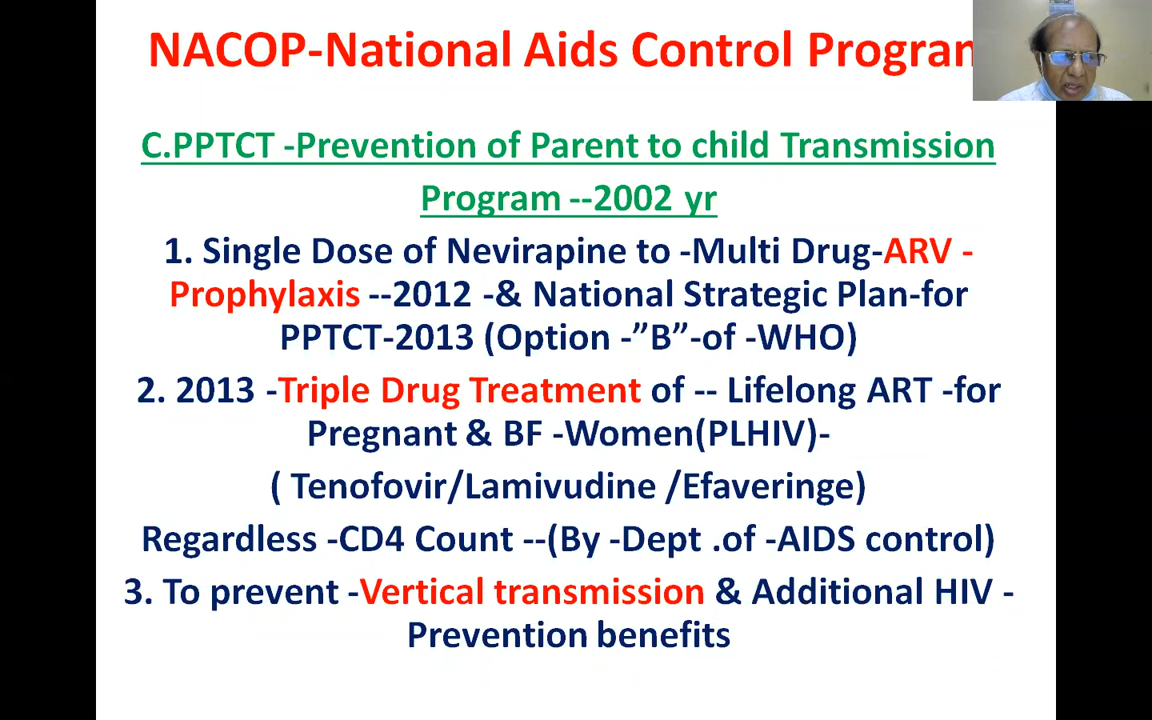 NACOP-National Aids Control Program
C.PPTCT -Prevention of Parent to child Transmission
Program --2002 yr
1. Single Dose of Nevirapine to -Multi Drug-ARV -
Prophylaxis --2012 -& National Strategic Plan-for
PPTCT-2013 (Option -”B”-of -WHO)
2. 2013 -Triple Drug Treatment of -- Lifelong ART -for
Pregnant & BF -Women(PLHIV)-
( Tenofovir/Lamivudine /Efaveringe)
Regardless -CD4 Count --(By -Dept .of -AIDS control)
3. To prevent -Vertical transmission & Additional HIV -
Prevention benefits